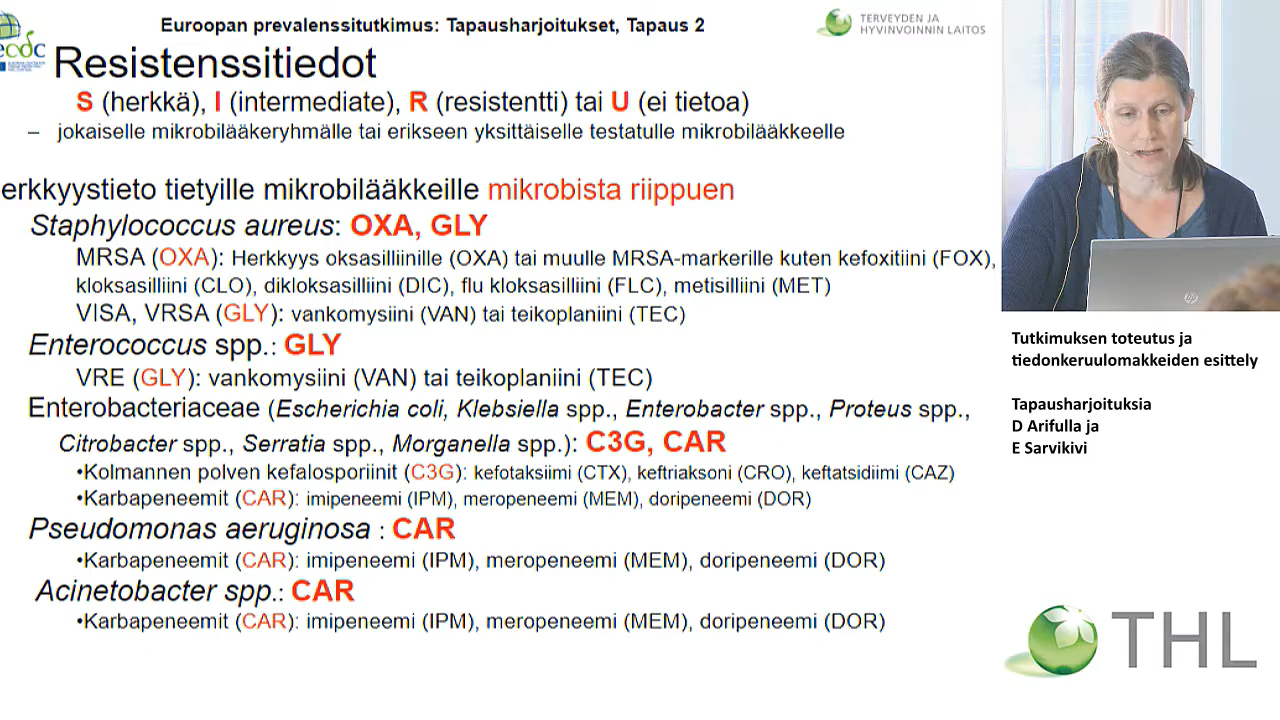 Euroopan prevalenssitutkimus: Tapausharjoitukset, Tapaus 2
TERVEYDEN JA
HYVINVOINNIN LAITOS
ecdc
Resistenssitiedot
S (herkkä), I (intermediate), R (resistentti) tai U (ei tietoa)
– jokaiselle mikrobilääkeryhmälle tai erikseen yksittäiselle testatulle mikrobilääkkeelle
erkkyystieto tietyille mikrobilääkkeille mikrobista riippuen
Staphylococcus aureus: OXA, GLY
MRSA (OXA): Herkkyys oksasilliinille (OXA) tai muulle MRSA-markerille kuten kefoxitiini (FOX),
kloksasilliini (CLO), dikloksasilliini (DIC), flu kloksasilliini (FLC), metisilliini (MET)
VISA, VRSA (GLY): vankomysiini (VAN) tai teikoplaniini (TEC)
Enterococcus spp.: GLY
VRE (GLY): vankomysiini (VAN) tai teikoplaniini (TEC)
Enterobacteriaceae (Escherichia coli, Klebsiella spp., Enterobacter spp., Proteus spp.,
Citrobacter spp., Serratia spp., Morganella spp.): C3G, CAR
•Kolmannen polven kefalosporiinit (C3G): kefotaksiimi (CTX), keftriaksoni (CRO), keftatsidiimi (CAZ)
•Karbapeneemit (CAR): imipeneemi (IPM), meropeneemi (MEM), doripeneemi (DOR)
Pseudomonas aeruginosa : CAR
•Karbapeneemit (CAR): imipeneemi (IPM), meropeneemi (MEM), doripeneemi (DOR)
Acinetobacter spp.: CAR
•Karbapeneemit (CAR): imipeneemi (IPM), meropeneemi (MEM), doripeneemi (DOR)
hp
Tutkimuksen toteutus ja
tiedonkeruulomakkeiden esittely
Tapausharjoituksia
D Arifulla ja
E Sarvikivi
THL